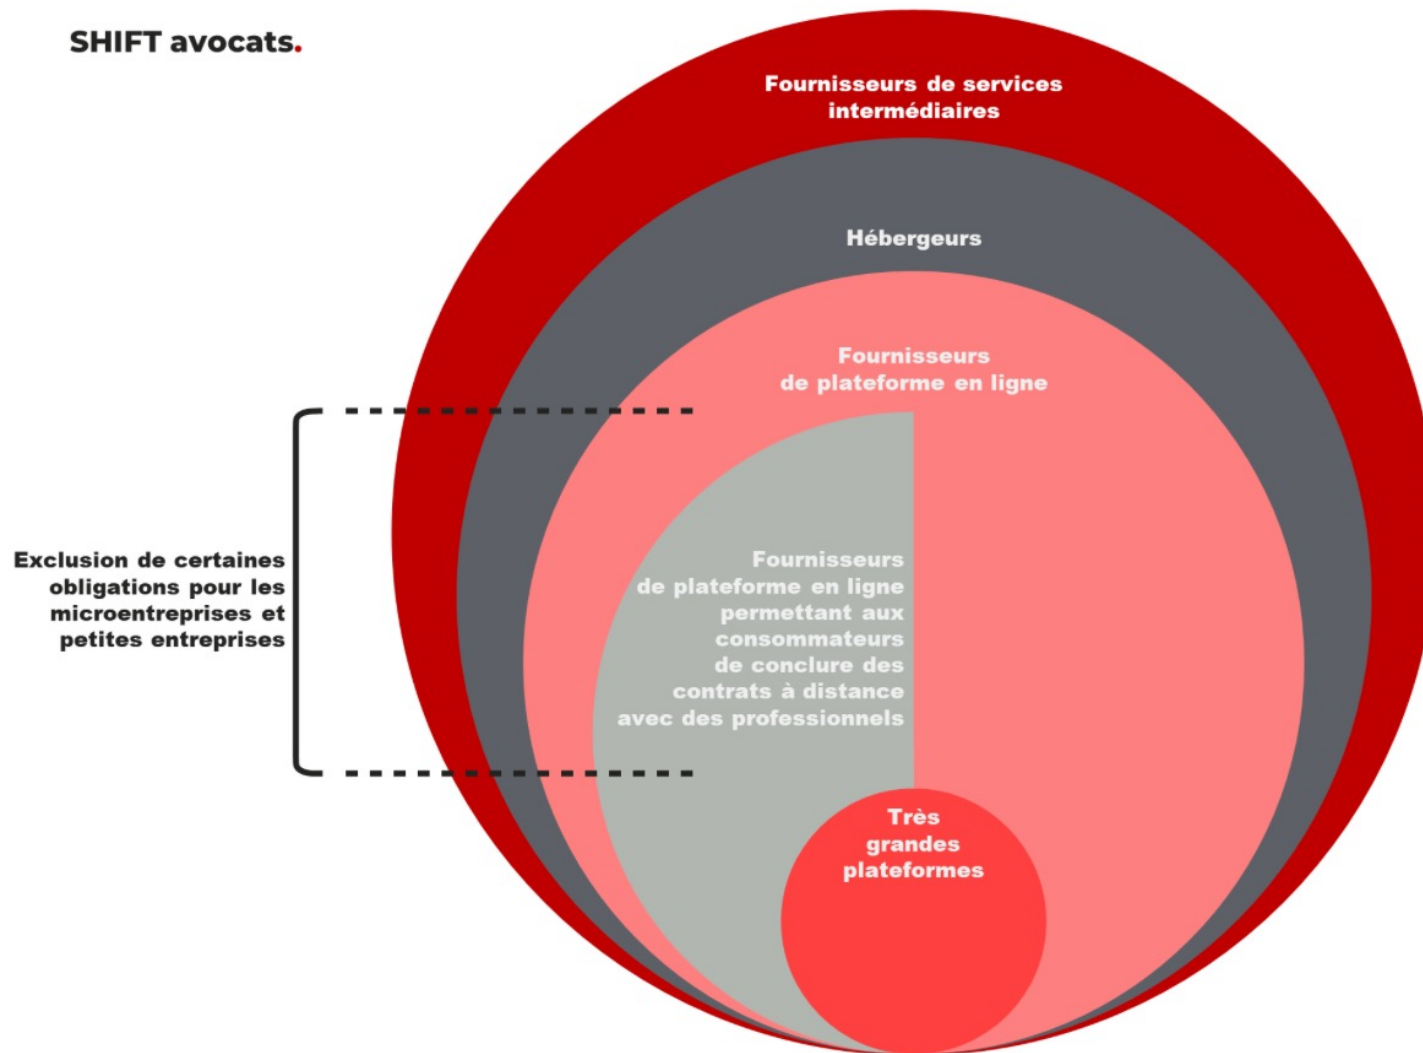 SHIFT avocats.
Fournisseurs de services
intermédiaires
Hébergeurs
Fournisseurs
de plateforme en ligne
Exclusion de certaines
obligations pour les
microentreprises et
petites entreprises
Fournisseurs
de plateforme en ligne
permettant aux
consommateurs
de conclure des
contrats à distance
avec des professionnels
Très
grandes
plateformes